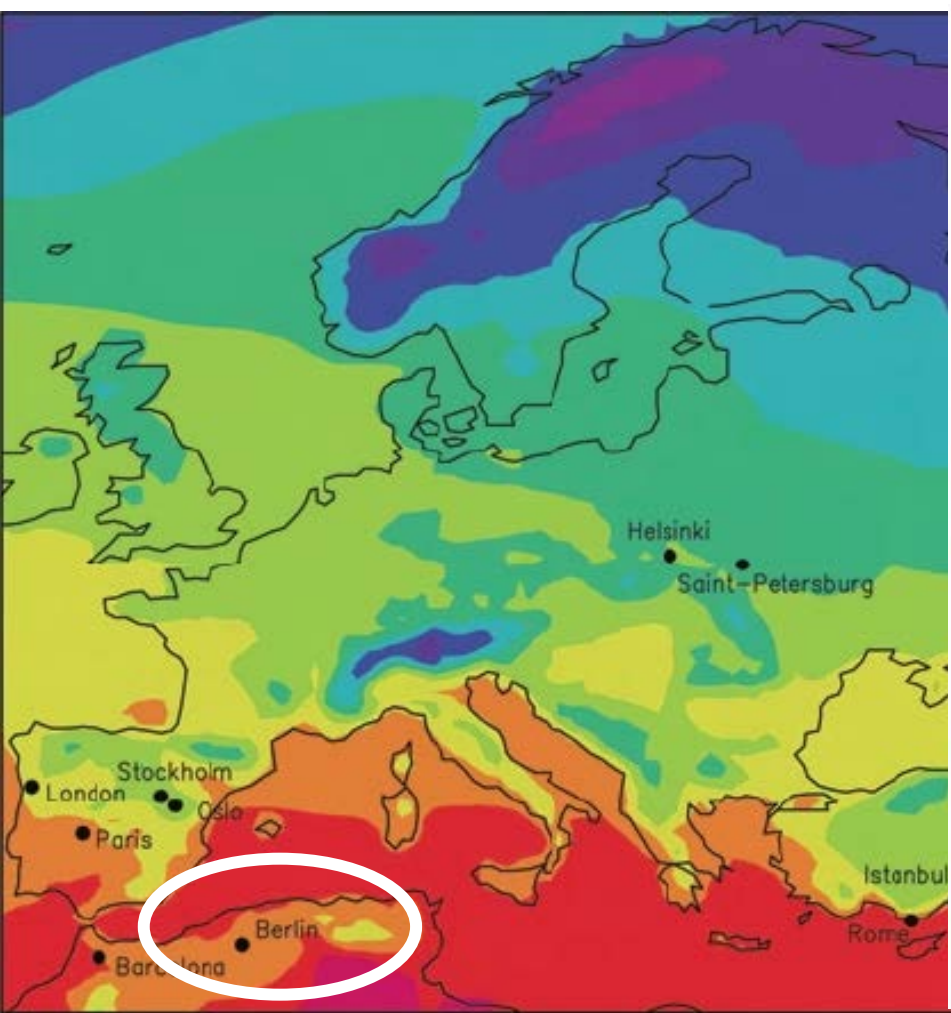 Helsinki
Saint-Petersburg
Stockholm
London
Oslo
Paris
Istanbul
Berlin
Rome
Barcelona